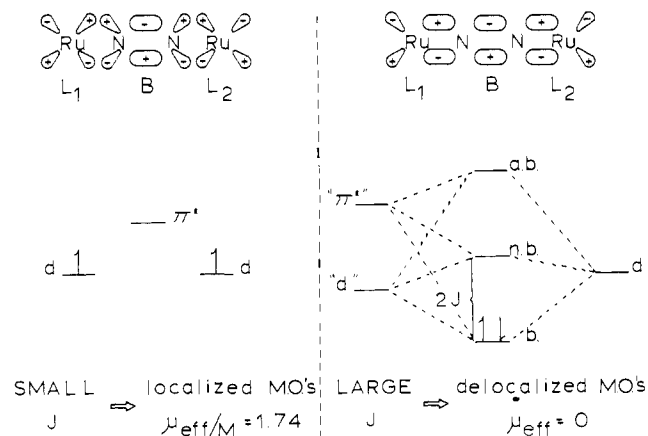 - + - + - +
Ru N N Ru
+ - - + + -
L1 B L2
- + - + - +
Ru N N Ru
+ - + - + -
L1 B L2
a.b.
"π*"
π*
n.b.
d d
d
"d"
2J
b.
SMALL ⇒ localized MO's
J μeff/M = 1.74
LARGE ⇒ delocalized MO's
J μeff = 0